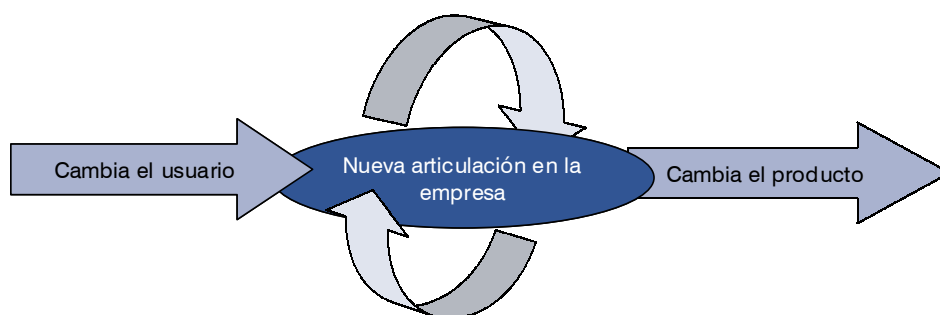 Cambia el usuario
Nueva articulación en la
empresa
Cambia el producto